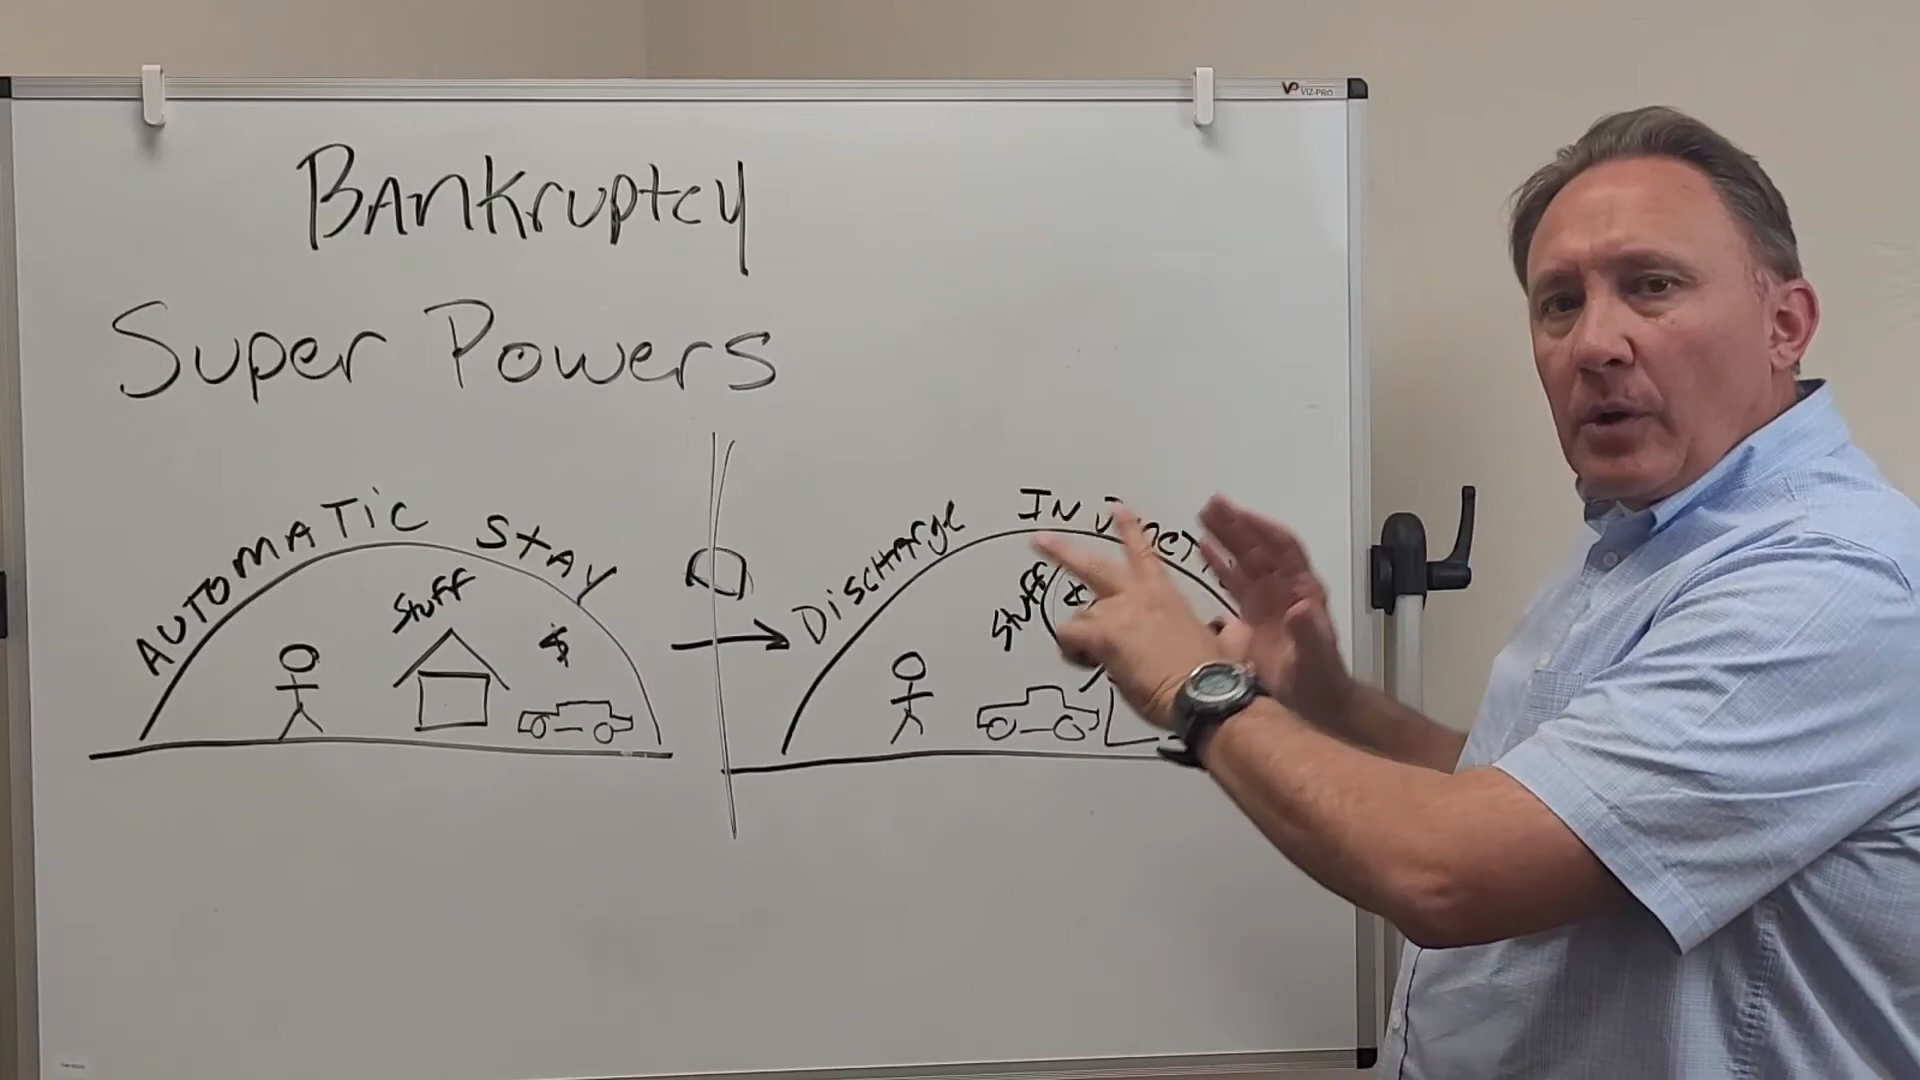 VIZ-PRO
BANKruptcy
Super Powers
AUTOMATIC STAY
Stuff
$
Discharge
Stuff